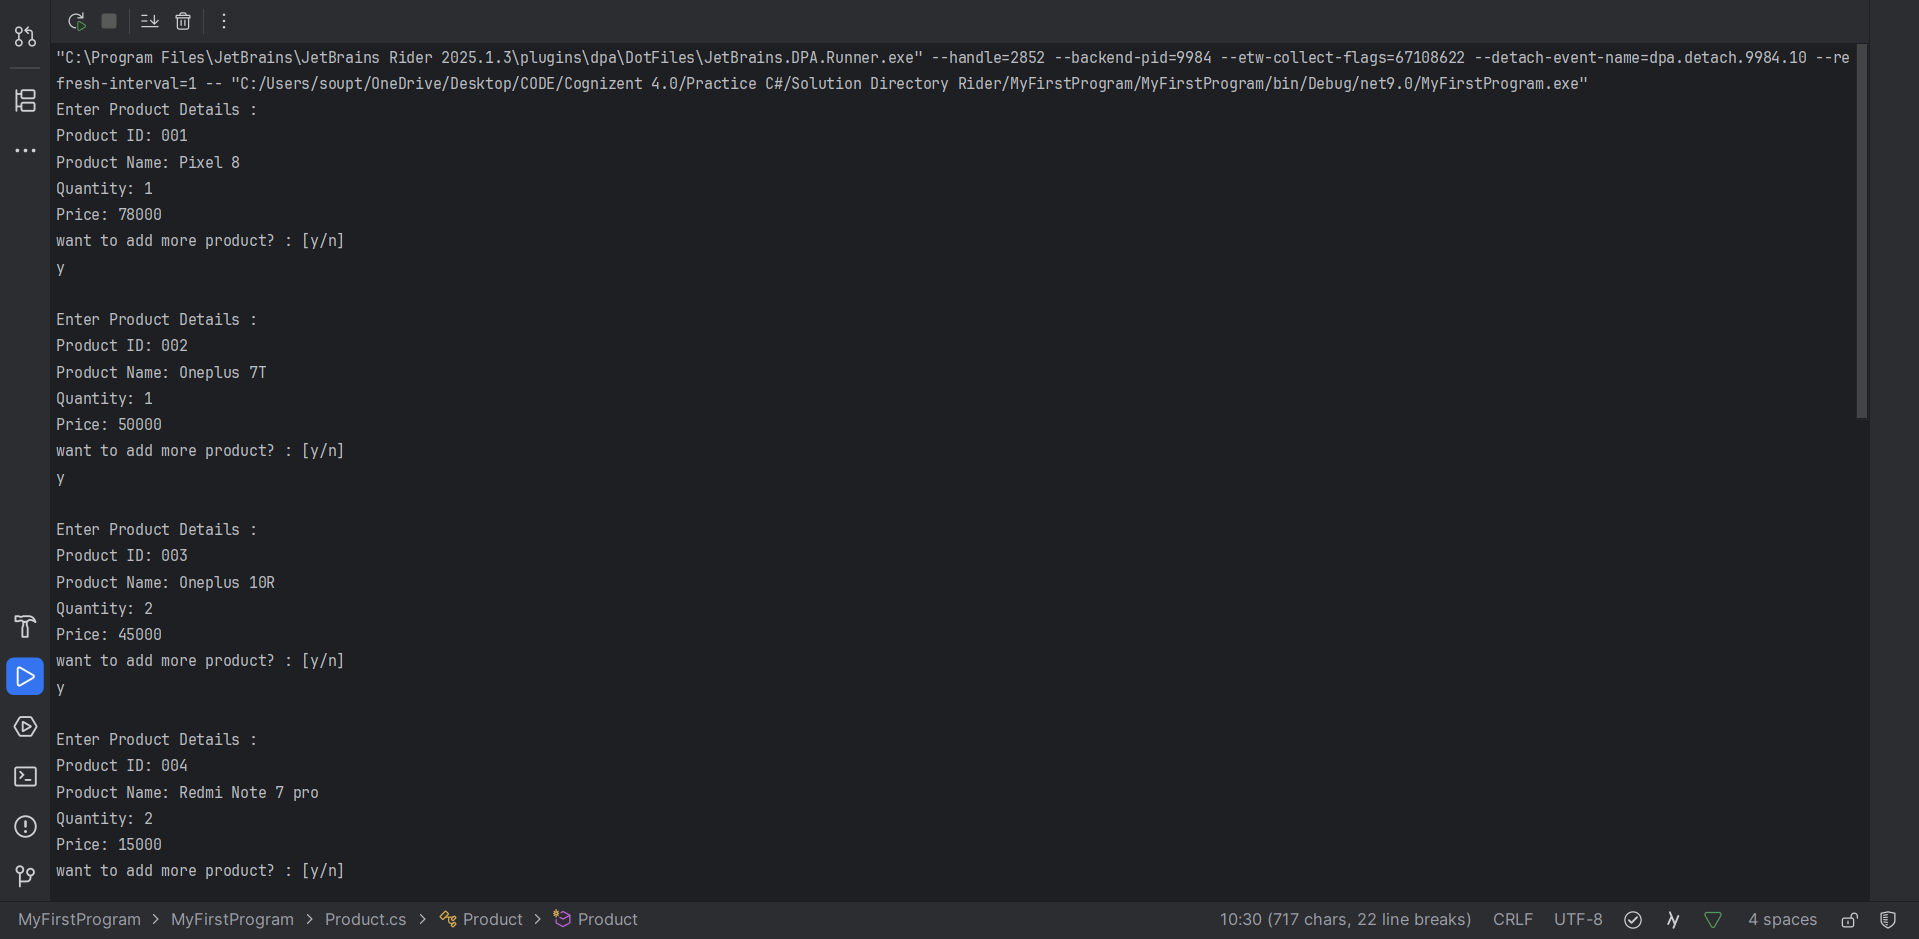 "C:\Program Files\JetBrains\JetBrains Rider 2025.1.3\plugins\dpa\DotFiles\JetBrains.DPA.Runner.exe" --handle=2852 --backend-pid=9984 --etw-collect-flags=67108622 --detach-event-name=dpa.detach.9984.10 --re
fresh-interval=1 -- "C:/Users/soupt/OneDrive/Desktop/CODE/Cognizent 4.0/Practice C#/Solution Directory Rider/MyFirstProgram/MyFirstProgram/bin/Debug/net9.0/MyFirstProgram.exe"
Enter Product Details :
Product ID: 001
Product Name: Pixel 8
Quantity: 1
Price: 78000
want to add more product? : [y/n]
y
Enter Product Details :
Product ID: 002
Product Name: Oneplus 7T
Quantity: 1
Price: 50000
want to add more product? : [y/n]
y
Enter Product Details :
Product ID: 003
Product Name: Oneplus 10R
Quantity: 2
Price: 45000
want to add more product? : [y/n]
y
Enter Product Details :
Product ID: 004
Product Name: Redmi Note 7 pro
Quantity: 2
Price: 15000
want to add more product? : [y/n]
MyFirstProgram > MyFirstProgram > Product.cs > Product > Product 10:30 (717 chars, 22 line breaks) CRLF UTF-8 4 spaces